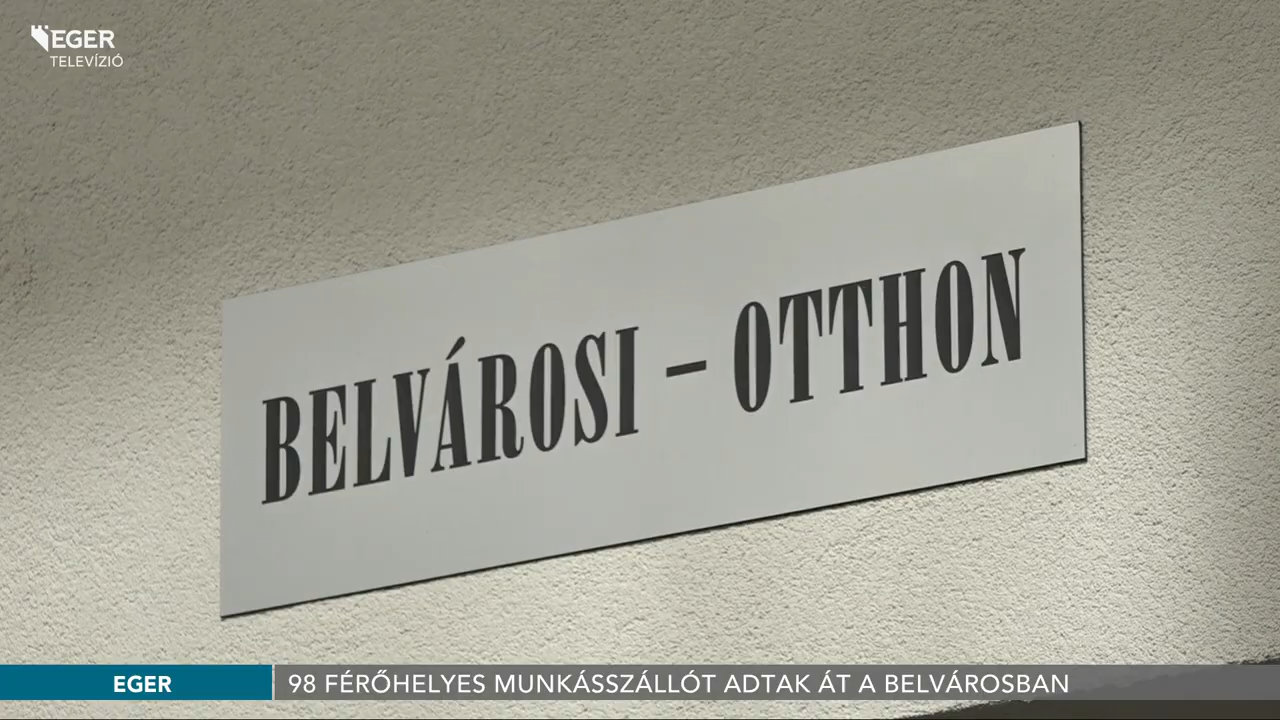 EGER
TELEVÍZIÓ
BELVÁROSI – OTTHON
EGER
98 FÉRŐHELYES MUNKÁSSZÁLLÓT ADTAK ÁT A BELVÁROSBAN